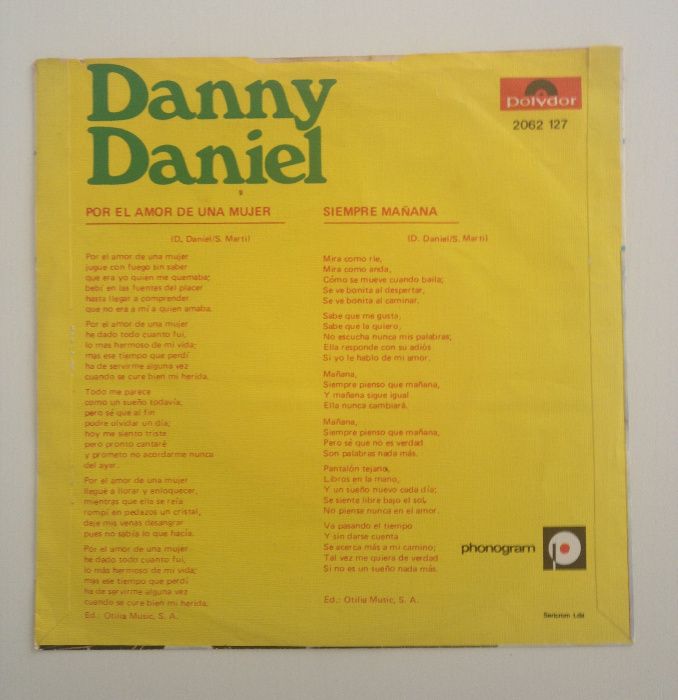 Danny
Daniel
polydor
2062 127
POR EL AMOR DE UNA MUJER
(D. Daniel/S. Marti)
Por el amor de una mujer
jugue con fuego sin saber
que era yo quien me quemaba;
bebí en las fuentes del placer
hasta llegar a comprender
que no era a mí a quien amaba.
Por el amor de una mujer
he dado todo cuanto fui,
lo mas hermoso de mi vida;
mas ese tiempo que perdí
ha de servirme alguna vez
cuando se cure bien mi herida.
Todo me parece
como un sueño todavía;
pero sé que al fin
podre olvidar un día;
hoy me siento triste
pero pronto cantaré
y prometo no acordarme nunca
del ayer.
Por el amor de una mujer
llegué a llorar y enloquecer,
mientras que ella se reía
rompí en pedazos un cristal,
deje mis venas desangrar
pues no sabía lo que hacía.
Por el amor de una mujer
he dado todo cuanto fui,
lo más hermoso de mi vida;
mas ese tiempo que perdí
ha de servirme alguna vez
cuando se cure bien mi herida.
Ed.: Otilia Music, S. A.
SIEMPRE MAÑANA
(D. Daniel/S. Marti)
Mira como ríe,
Mira como anda,
Cómo se mueve cuando baila;
Se ve bonita al despertar,
Se ve bonita al caminar.
Sabe que me gusta,
Sabe que la quiero,
No escucha nunca mis palabras;
Ella responde con su adiós
Si yo le hablo de mi amor.
Mañana,
Siempre pienso que mañana,
Y mañana sigue igual
Ella nunca cambiará.
Mañana,
Siempre pienso que mañana,
Pero sé que no es verdad
Son palabras nada más.
Pantalón tejano,
Libros en la mano,
Y un sueño nuevo cada día;
Se siente libre bajo el sol,
No piensa nunca en el amor.
Va pasando el tiempo
Y sin darse cuenta
Se acerca más a mi camino;
Tal vez me quiera de verdad
Si no es un sueño nada más.
Ed.: Otilia Music, S. A.
phonogram
Sericrom Lda